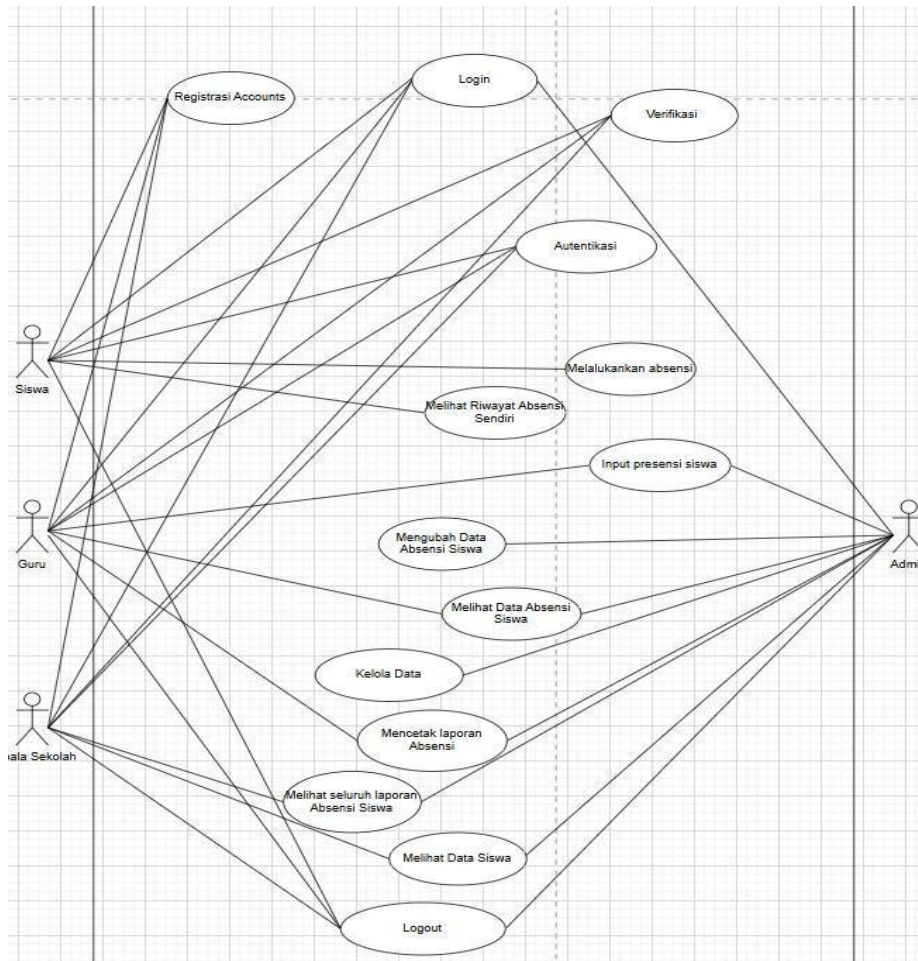 Login
Registrasi Accounts
Verifikasi
Autentikasi
Melalukankan absensi
Siswa
Melihat Riwayat Absensi
Sendiri
Input presensi siswa
Mengubah Data
Absensi Siswa
Guru
Admi
Melihat Data Absensi
Siswa
Kelola Data
Mencetak laporan
Absensi
pala Sekolah
Melihat seluruh laporan
Absensi Siswa
Melihat Data Siswa
Logout